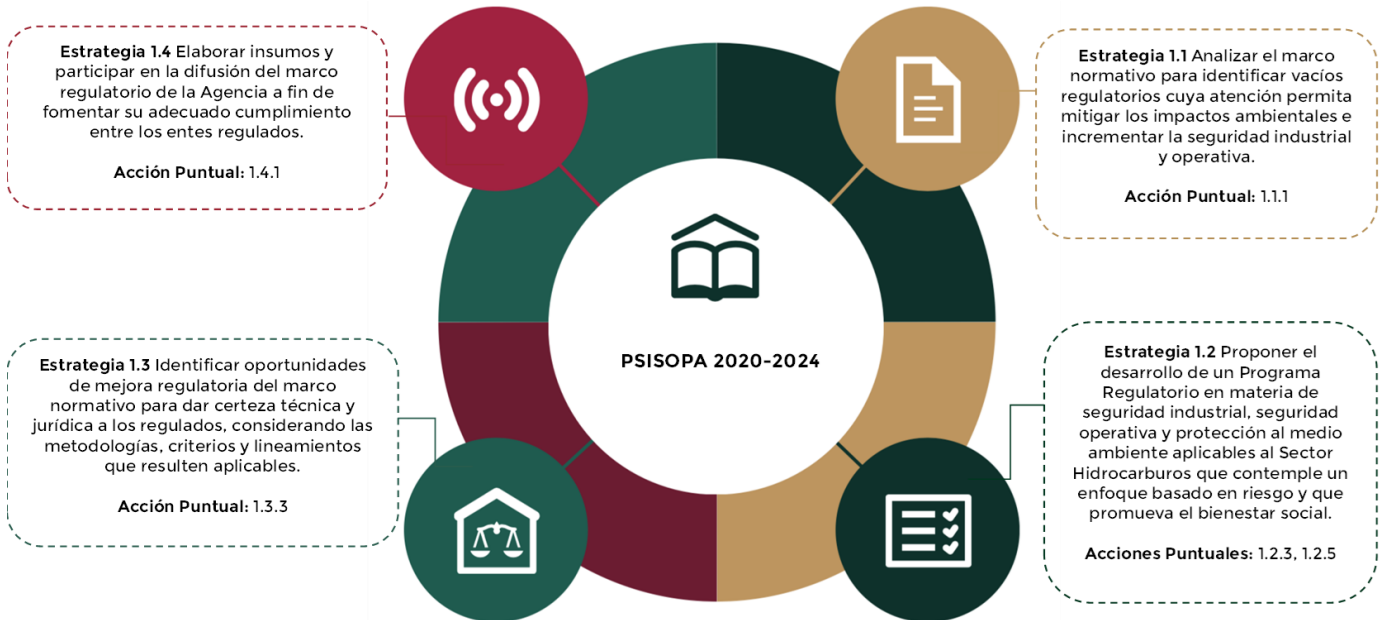 Estrategia 1.4 Elaborar insumos y
participar en la difusión del marco
regulatorio de la Agencia a fin de
fomentar su adecuado cumplimiento
entre los entes regulados.
Acción Puntual: 1.4.1
Estrategia 1.1 Analizar el marco
normativo para identificar vacíos
regulatorios cuya atención permita
mitigar los impactos ambientales e
incrementar la seguridad industrial
y operativa.
Acción Puntual: 1.1.1
PSISOPA 2020-2024
Estrategia 1.3 Identificar oportunidades
de mejora regulatoria del marco
normativo para dar certeza técnica y
jurídica a los regulados, considerando las
metodologías, criterios y lineamientos
que resulten aplicables.
Acción Puntual: 1.3.3
Estrategia 1.2 Proponer el
desarrollo de un Programa
Regulatorio en materia de
seguridad industrial, seguridad
operativa y protección al medio
ambiente aplicables al Sector
Hidrocarburos que contemple un
enfoque basado en riesgo y que
promueva el bienestar social.
Acciones Puntuales: 1.2.3, 1.2.5